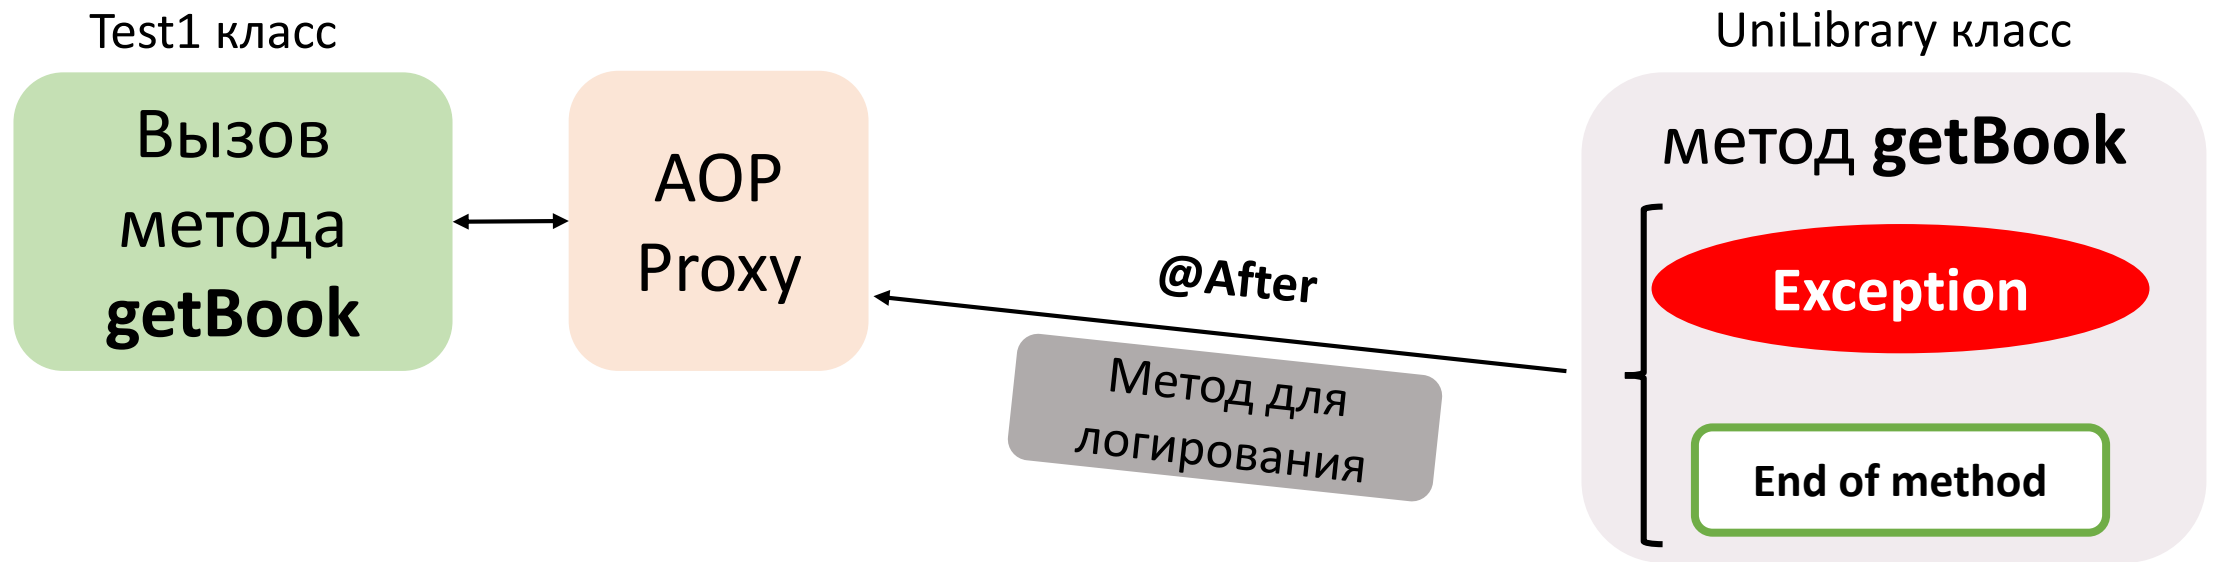 Test1 класс
Вызов
метода
getBook
AOP
Proxy
@After
Метод для
логирования
UniLibrary класс
метод getBook
Exception
End of method